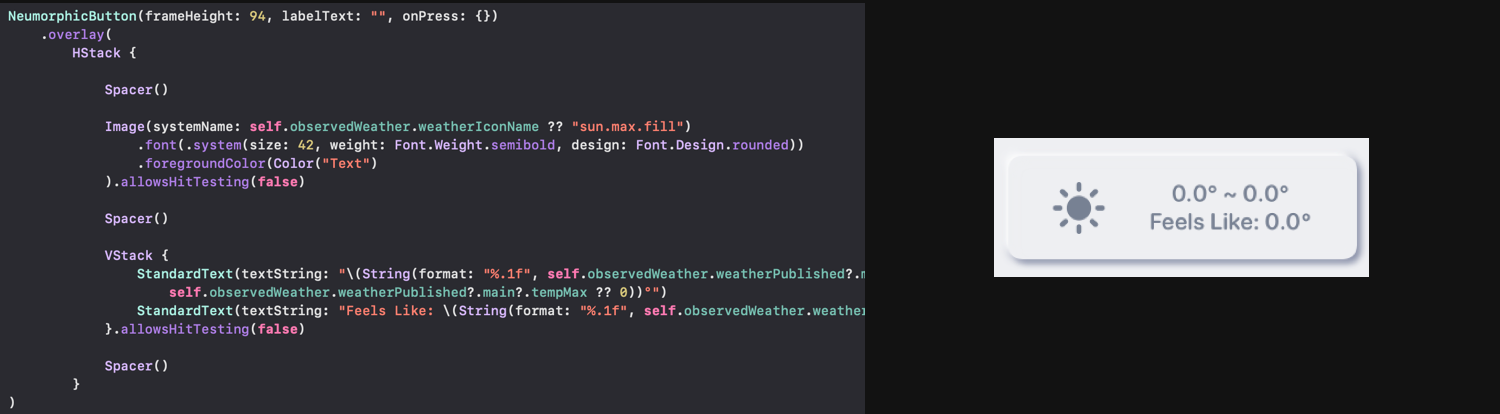 NeumorphicButton(frameHeight: 94, labelText: "", onPress: {})
.overlay(
HStack {
Spacer()
Image(systemName: self.observedWeather.weatherIconName ?? "sun.max.fill")
.font(.system(size: 42, weight: Font.Weight.semibold, design: Font.Design.rounded))
.foregroundColor(Color("Text")
).allowsHitTesting(false)
Spacer()
VStack {
StandardText(textString: "\(String(format: "%.1f", self.observedWeather.weatherPublished?.m
self.observedWeather.weatherPublished?.main?.tempMax ?? 0))°")
StandardText(textString: "Feels Like: \(String(format: "%.1f", self.observedWeather.weather
}.allowsHitTesting(false)
Spacer()
}
)
0.0° ~ 0.0°
Feels Like: 0.0°